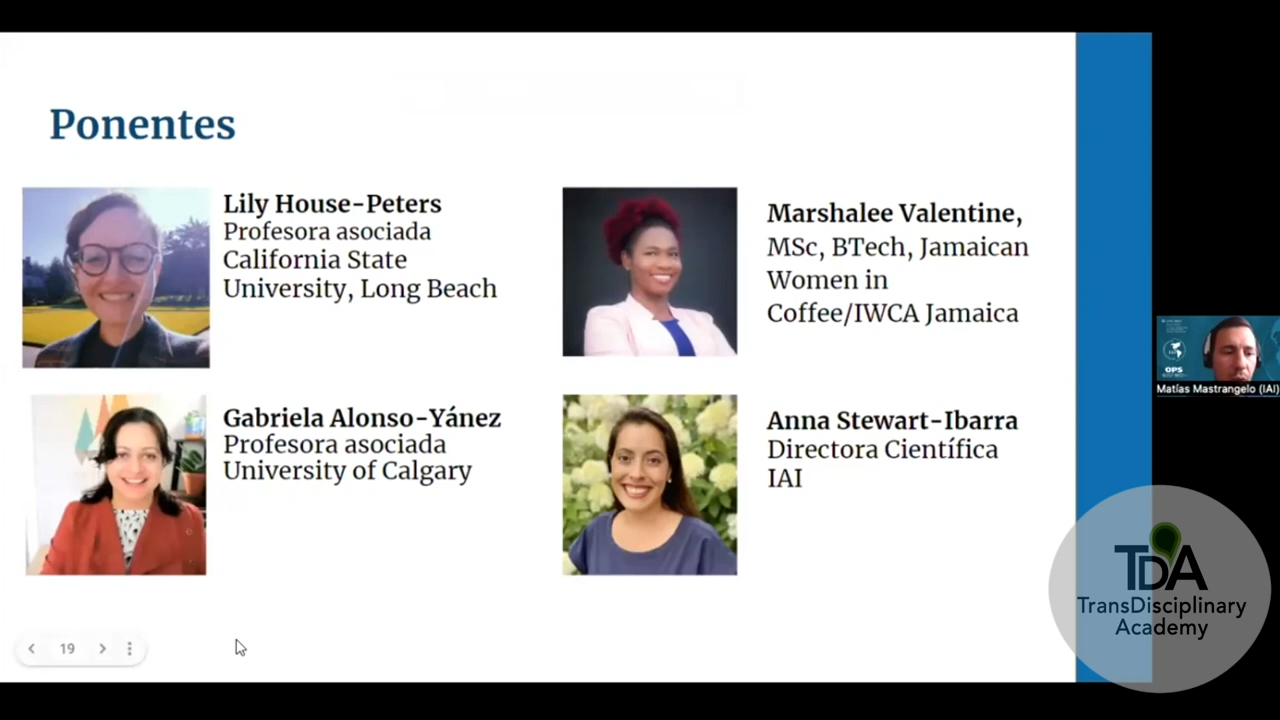 Ponentes
Lily House-Peters
Profesora asociada
California State
University, Long Beach
Marshalee Valentine,
MSc, BTech, Jamaican
Women in
Coffee/IWCA Jamaica
Gabriela Alonso-Yánez
Profesora asociada
University of Calgary
Anna Stewart-Ibarra
Directora Científica
IAI
OPS
Matías Mastrangelo (IAI)
TDA
TransDisciplinary
Academy
19